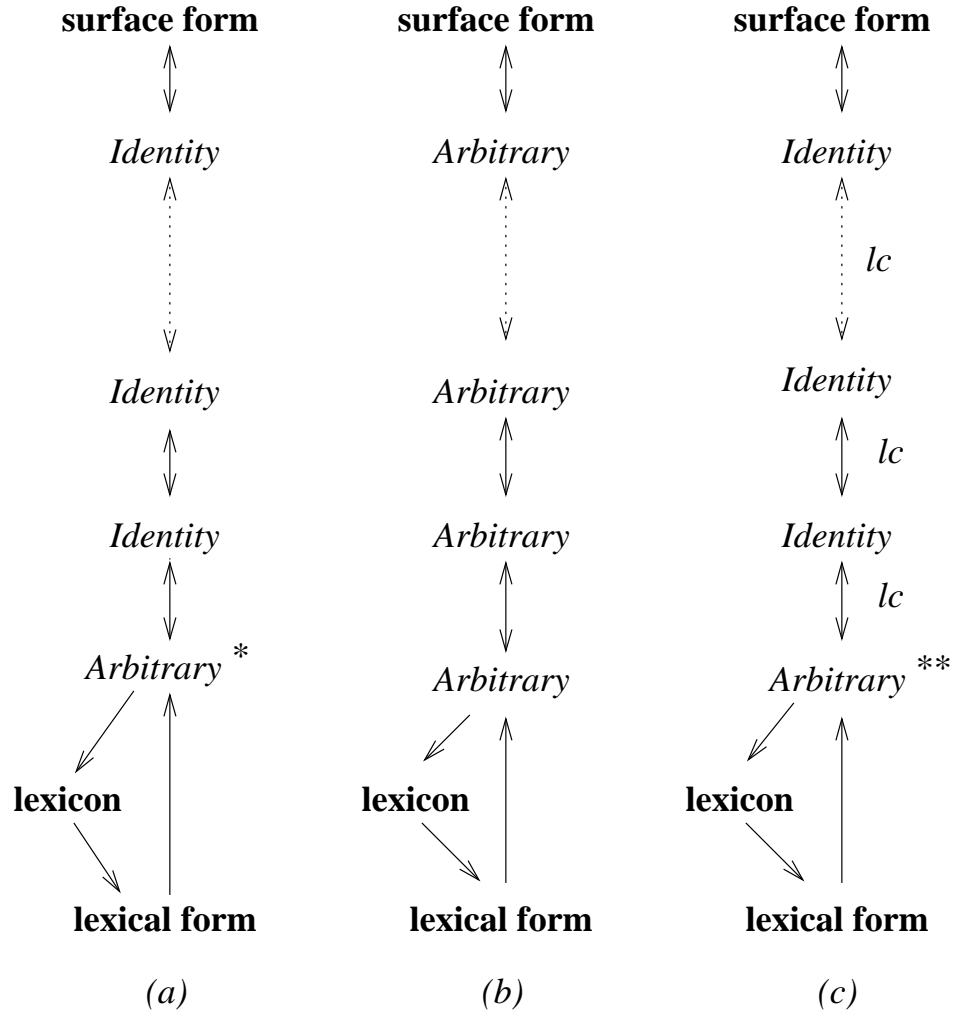 surface form
Identity
Identity
Identity
Arbitrary *
lexicon
lexical form
(a)
surface form
Arbitrary
Arbitrary
Arbitrary
Arbitrary
lexicon
lexical form
(b)
surface form
Identity
lc
Identity
lc
Identity
lc
Arbitrary **
lexicon
lexical form
(c)